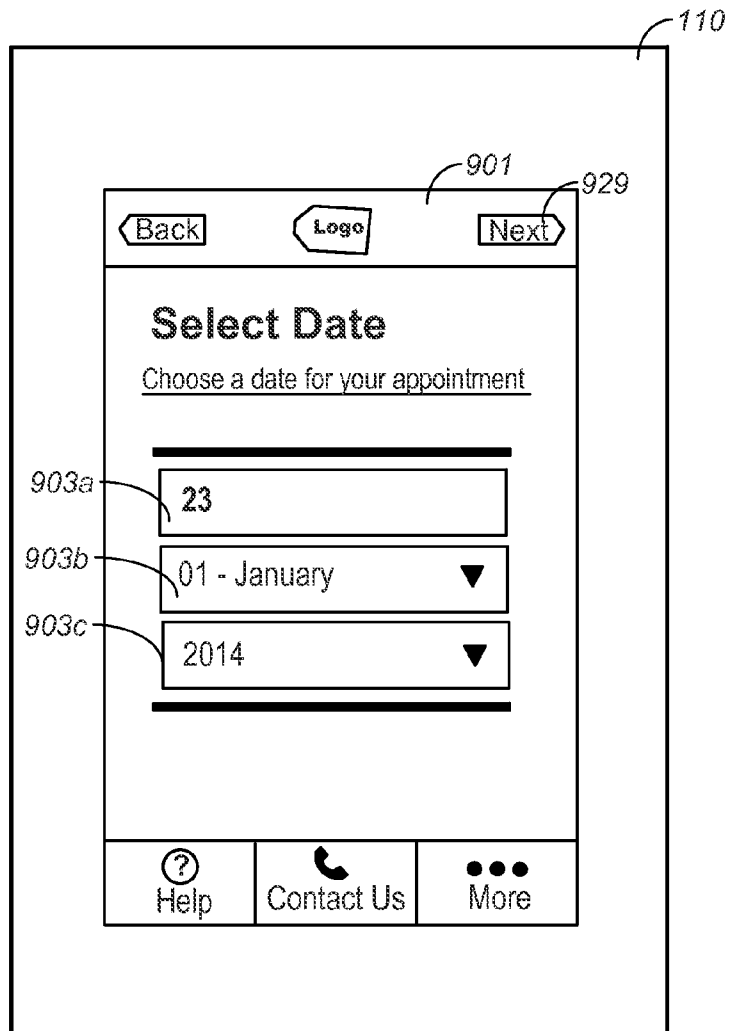 110
901
929
Back Logo Next
Select Date
Choose a date for your appointment
903a
23
903b
01 - January
903c
2014
?
Help Contact Us More